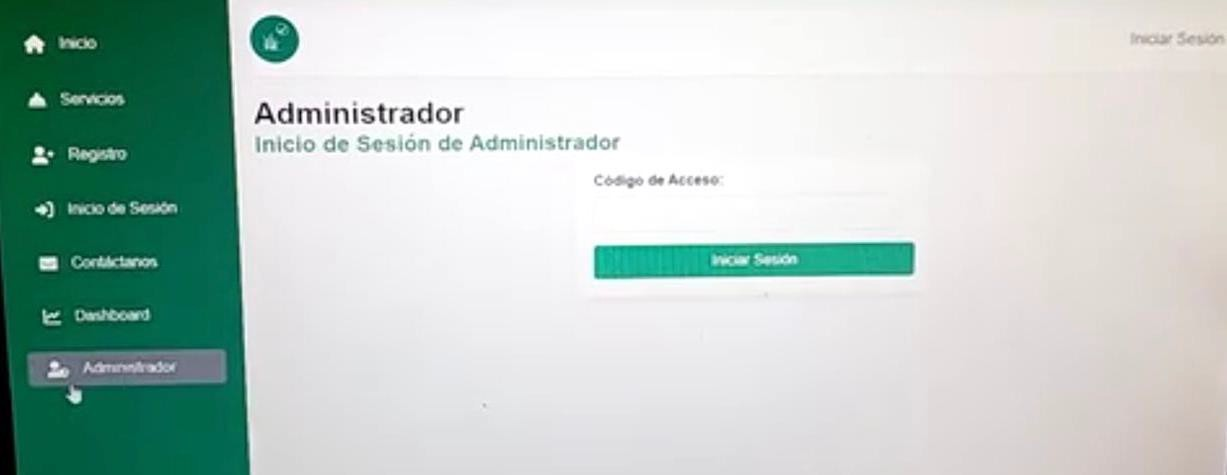 Inicio
Servicios
Registro
Inicio de Sesión
Contáctanos
Dashboard
Administrador
Iniciar Sesión
Administrador
Inicio de Sesión de Administrador
Código de Acceso:
Iniciar Sesión